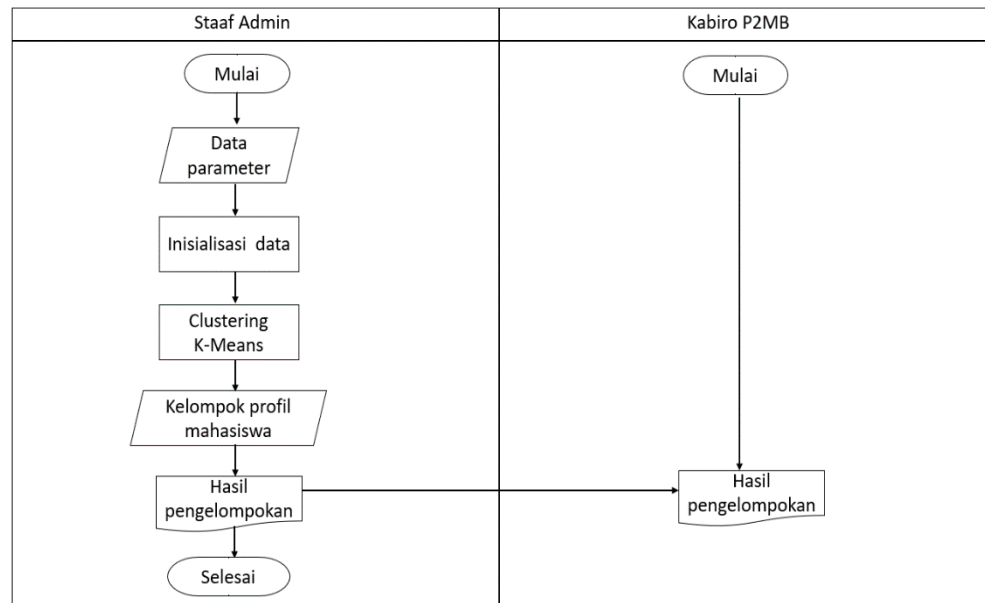 Staaf Admin
Kabiro P2MB
Mulai
Data
parameter
Inisialisasi data
Clustering
K-Means
Kelompok profil
mahasiswa
Hasil
pengelompokan
Selesai
Mulai
Hasil
pengelompokan